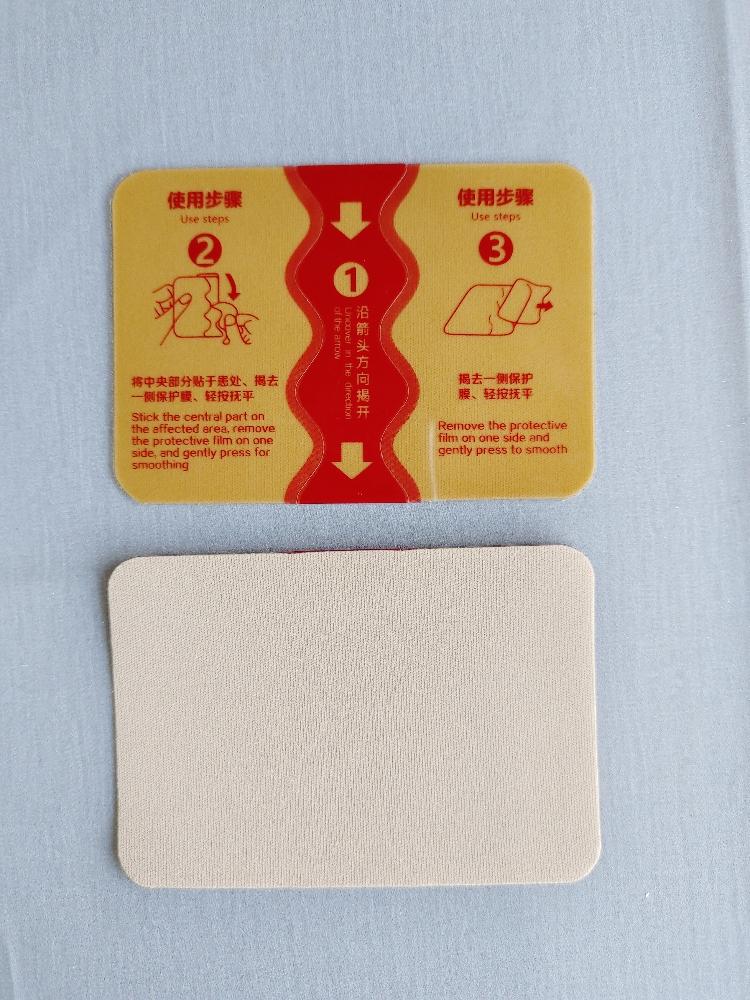 使用步骤
Use steps
2
将中央部分贴于患处、揭去
一侧保护膜、轻按抚平
Stick the central part on
the affected area, remove
the protective film on one
side, and gently press for
smoothing
1
沿箭头方向揭开
Uncover in the direction
of the arrow
使用步骤
Use steps
3
揭去一侧保护
膜、轻按抚平
Remove the protective
film on one side and
gently press to smooth